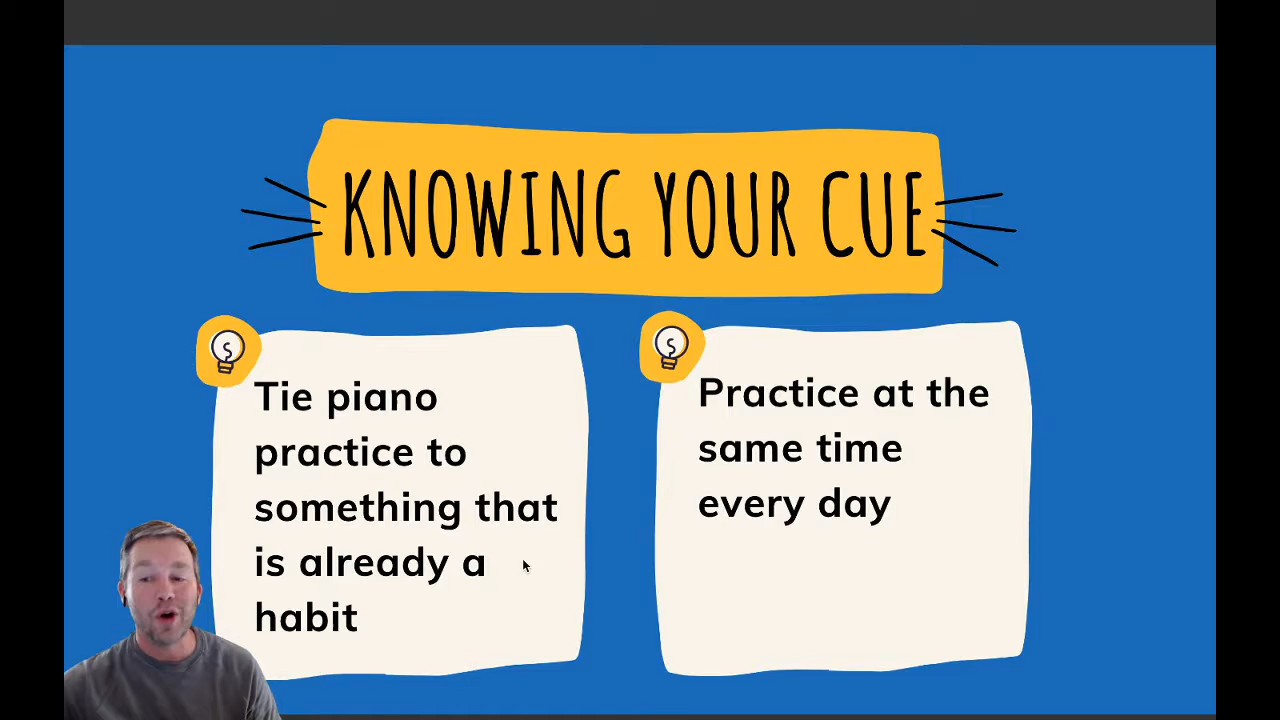 KNOWING YOUR CUE
Tie piano
practice to
something that
is already a
habit
Practice at the
same time
every day